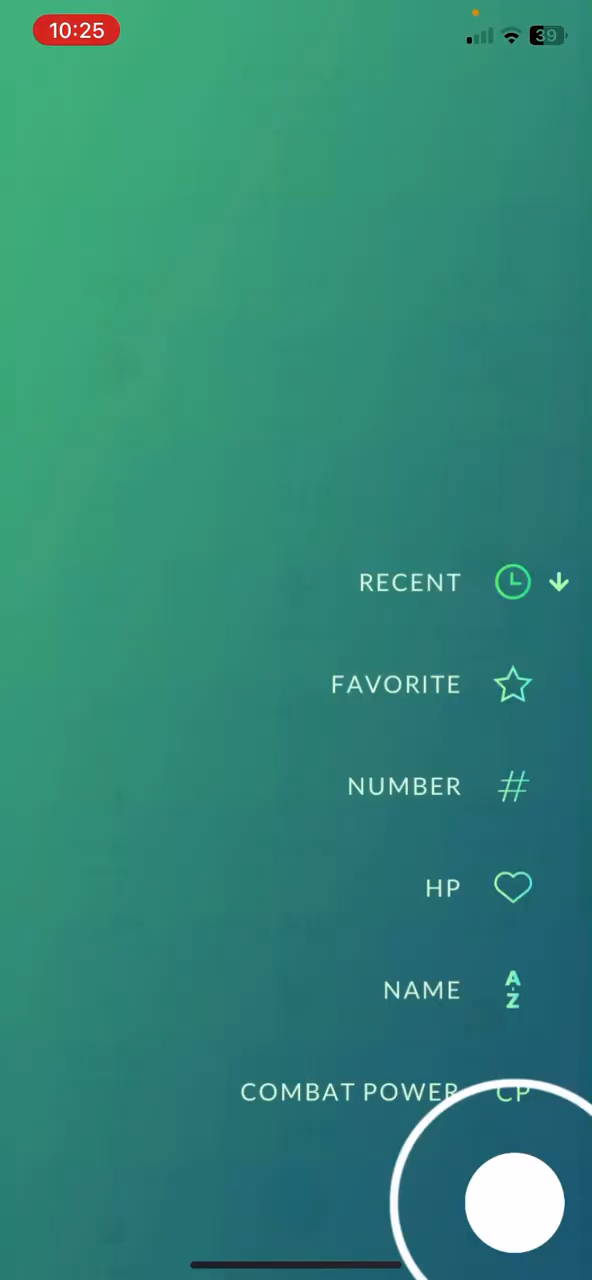 10:25
39
RECENT
FAVORITE
NUMBER #
HP
NAME A-Z
COMBAT POWER CP